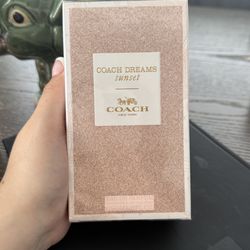 COACH DREAMS
sunset
COACH
NEW YORK